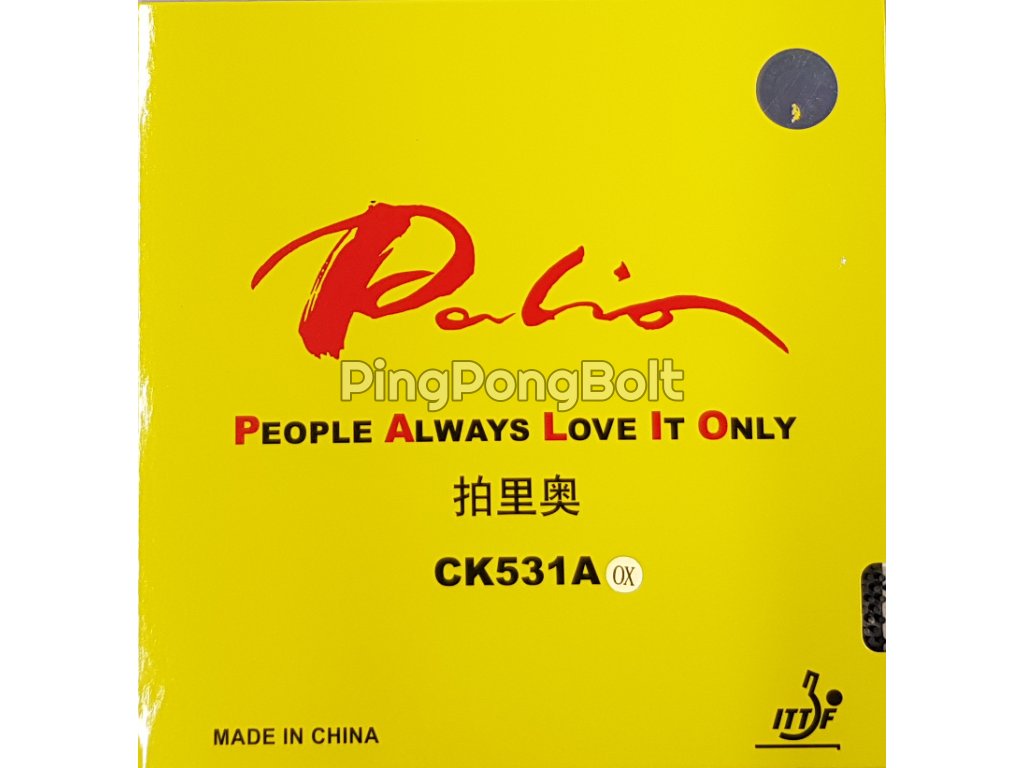 Palio
PingPongBolt
PEOPLE ALWAYS LOVE IT ONLY
拍里奥
CK531A OX
ITTF
MADE IN CHINA